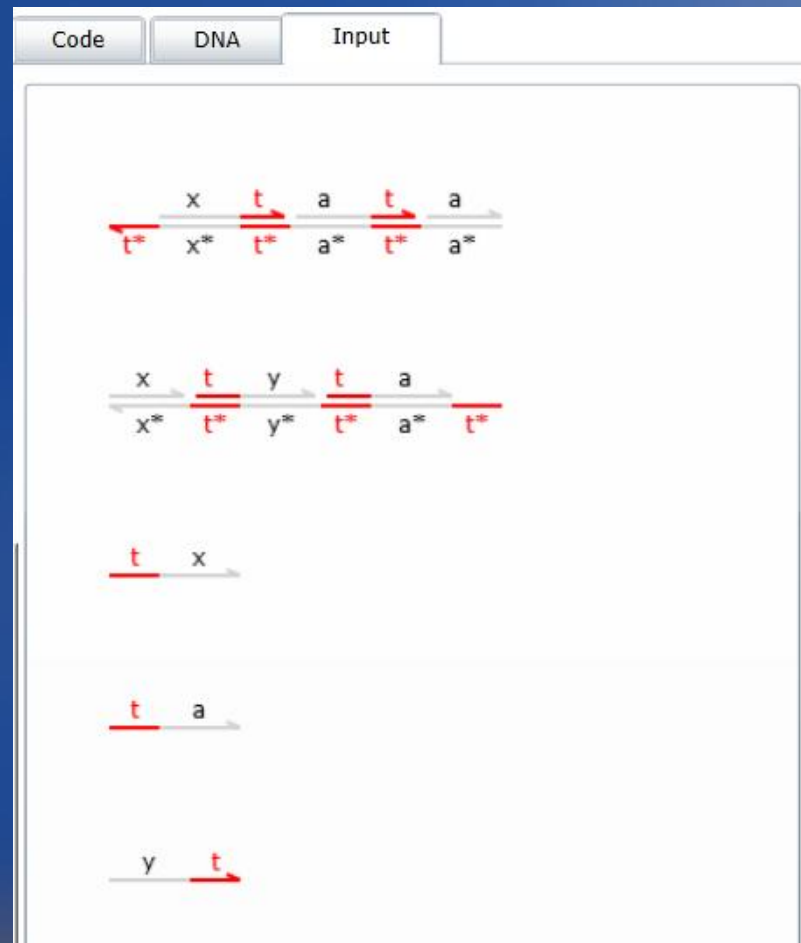 Code DNA Input
x t a t a
t* x* t* a* t* a*
x t y t a
x* t* y* t* a* t*
t x
t a
y t